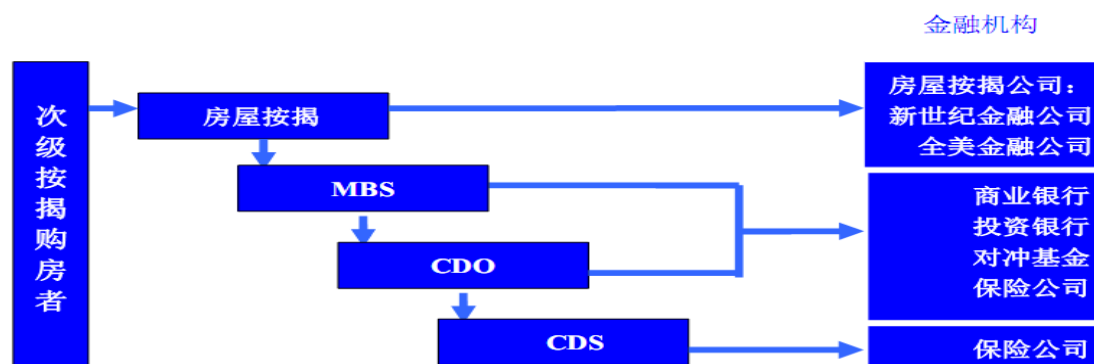 金融机构
次级按揭购房者
房屋按揭
MBS
CDO
CDS
房屋按揭公司：
新世纪金融公司
全美金融公司
商业银行
投资银行
对冲基金
保险公司
保险公司